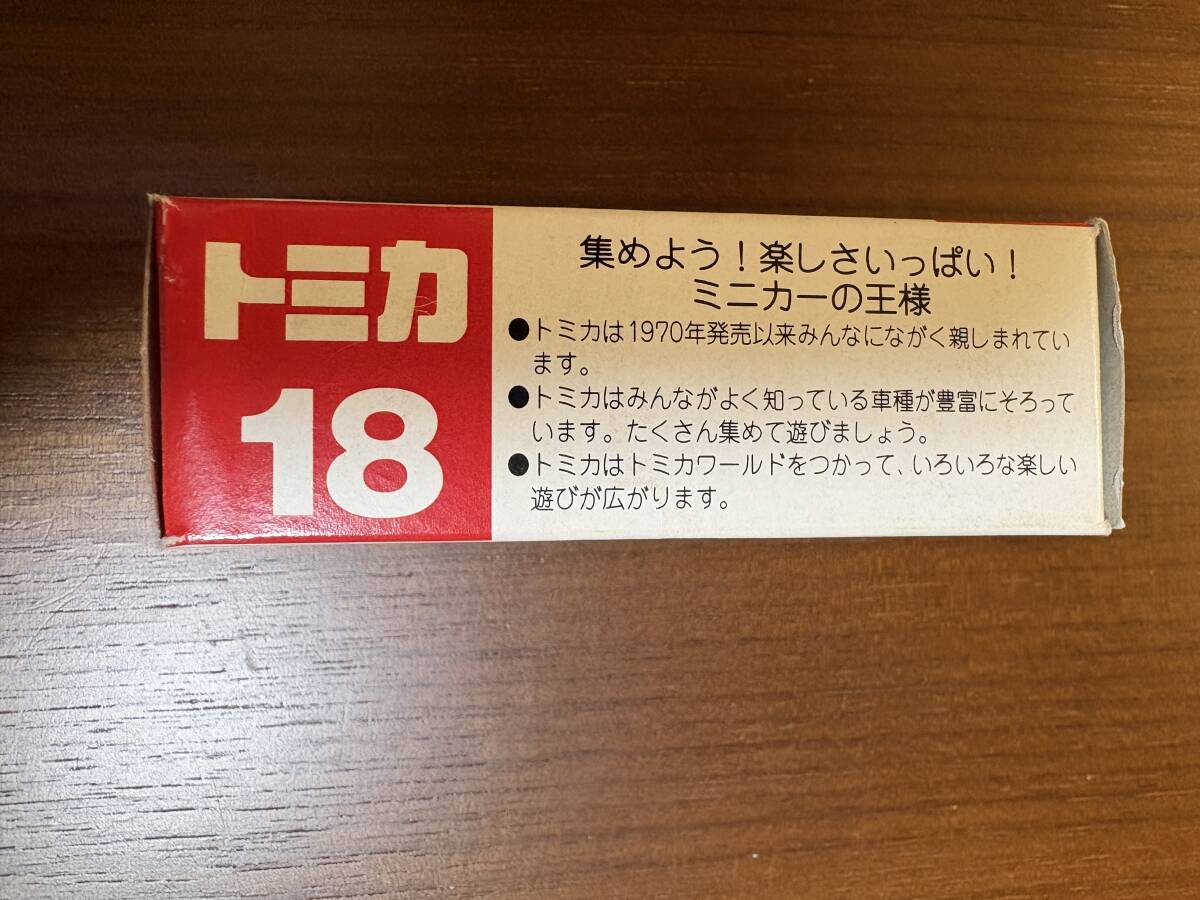 トミカ
18
集めよう！楽しさいっぱい！
ミニカーの王様
●トミカは1970年発売以来みんなにながく親しまれてい
ます。
●トミカはみんながよく知っている車種が豊富にそろって
います。たくさん集めて遊びましょう。
●トミカはトミカワールドをつかって、いろいろな楽しい
遊びが広がります。